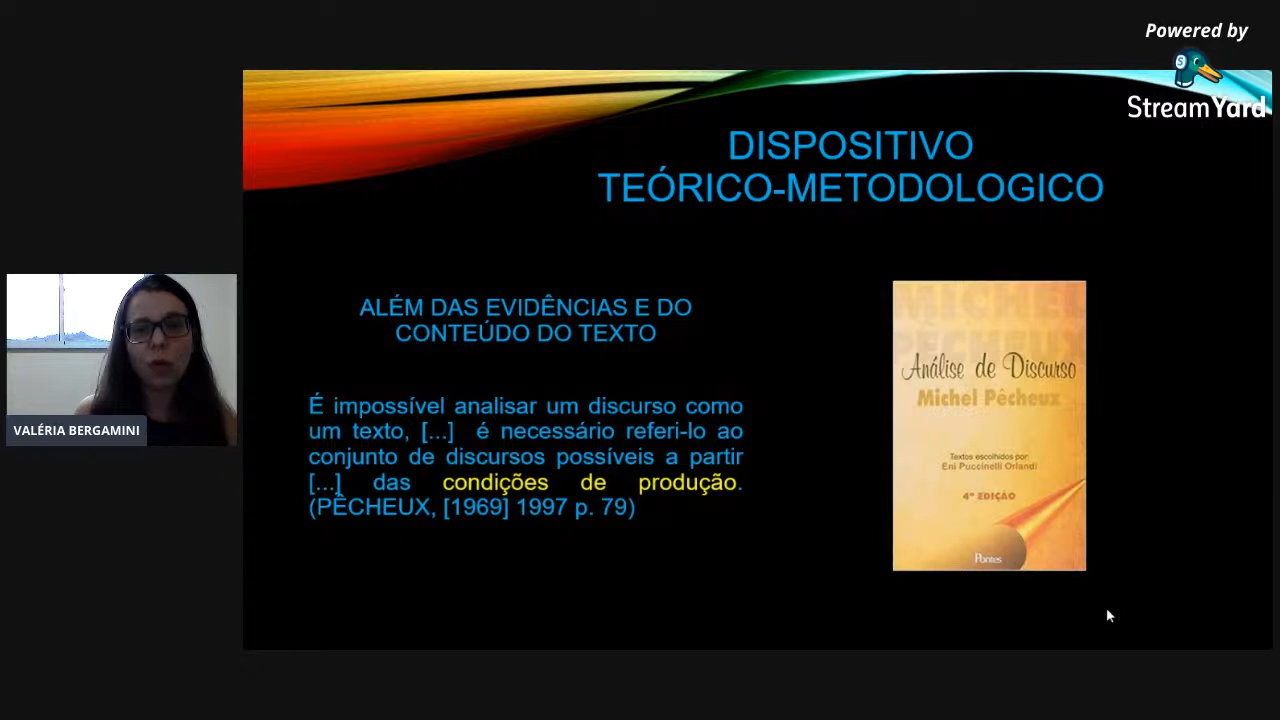 Powered by
StreamYard
DISPOSITIVO
TEÓRICO-METODOLOGICO
ALÉM DAS EVIDÊNCIAS E DO
CONTEÚDO DO TEXTO
É impossível analisar um discurso como
um texto, [...] é necessário referi-lo ao
conjunto de discursos possíveis a partir
[...] das condições de produção.
(PÊCHEUX, [1969] 1997 p. 79)
MICHEL
PÊCHEUX
Análise de Discurso
Michel Pêcheux
Textos escolhidos por:
Eni Puccinelli Orlandi
4ª EDIÇÃO
Pontes
VALÉRIA BERGAMINI